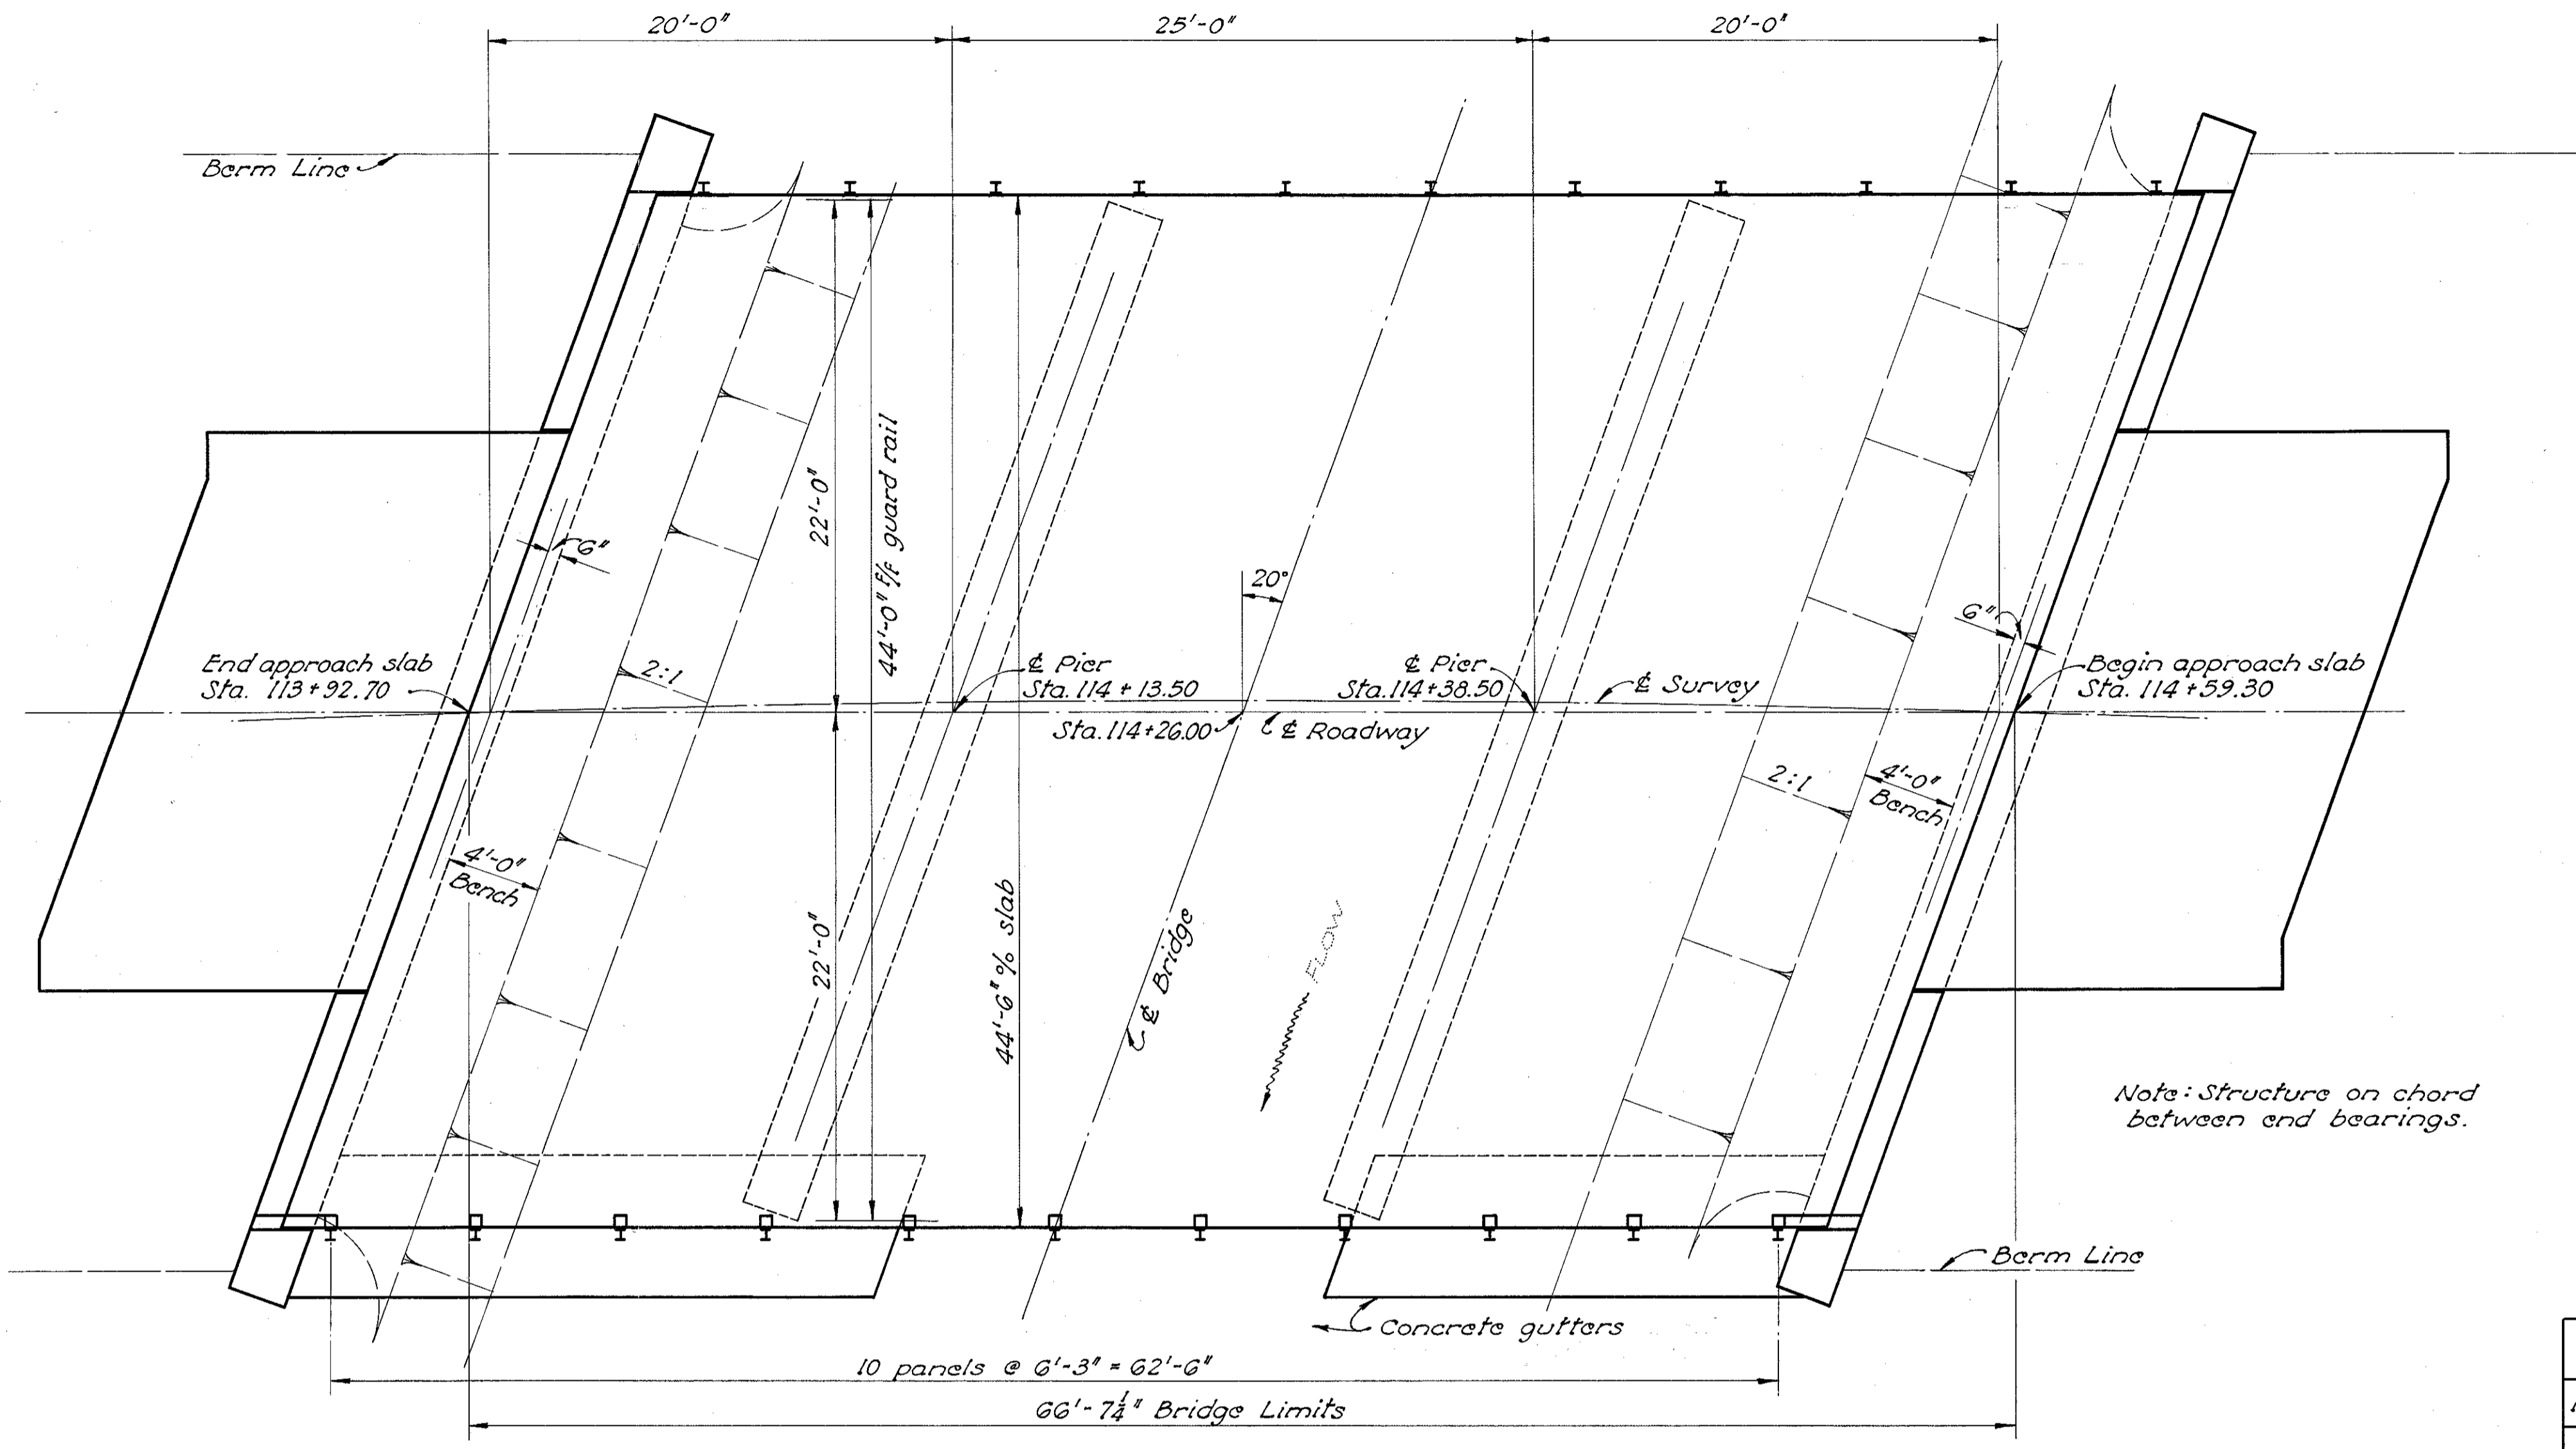 20'-0" 25'-0" 20'-0"
Berm Line
22'-0"
44'-0" F/F guard rail
6"
20°
6"
End approach slab
Sta. 113+92.70
2:1
℄ Pier
Sta. 114+13.50
℄ Pier
Sta. 114+38.50
℄ Survey
Begin approach slab
Sta. 114+59.30
Sta. 114+26.00
℄ Roadway
4'-0"
Bench
2:1
4'-0"
Bench
22'-0"
44'-6" o/o slab
℄ Bridge
FLOW
Note: Structure on chord
between end bearings.
Berm Line
Concrete gutters
10 panels @ 6'-3" = 62'-6"
66'-7¼" Bridge Limits